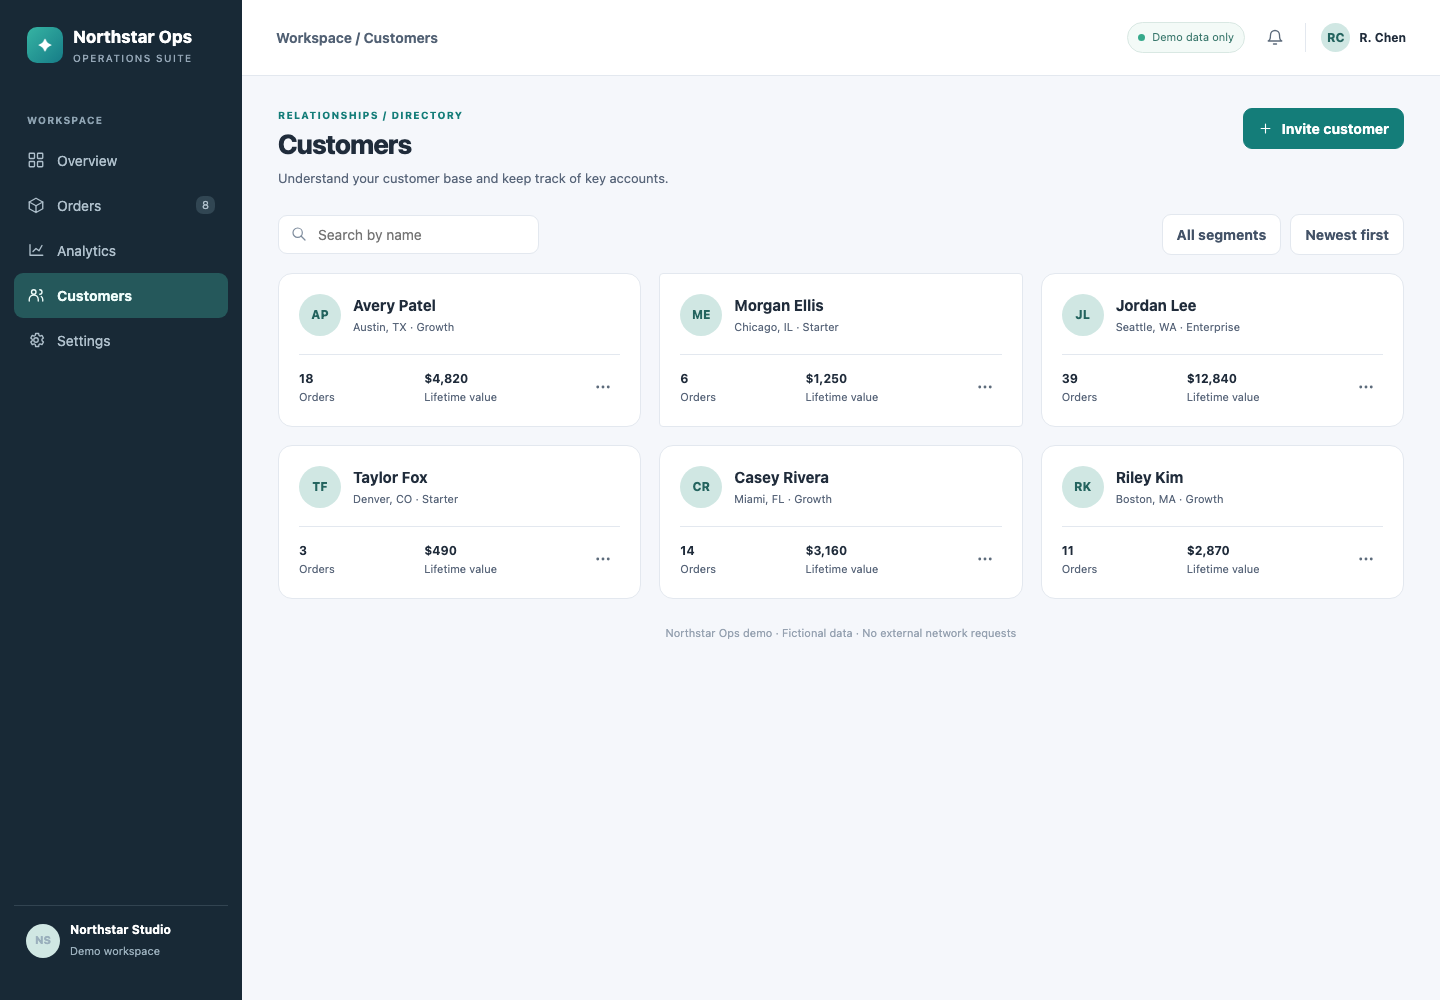 Northstar Ops
OPERATIONS SUITE
WORKSPACE
Overview
Orders 8
Analytics
Customers
Settings
NS
Northstar Studio
Demo workspace
Workspace / Customers
Demo data only
RC R. Chen
RELATIONSHIPS / DIRECTORY
Customers
Understand your customer base and keep track of key accounts.
+ Invite customer
Search by name
All segments
Newest first
AP
Avery Patel
Austin, TX · Growth
18 $4,820
Orders Lifetime value
ME
Morgan Ellis
Chicago, IL · Starter
6 $1,250
Orders Lifetime value
JL
Jordan Lee
Seattle, WA · Enterprise
39 $12,840
Orders Lifetime value
TF
Taylor Fox
Denver, CO · Starter
3 $490
Orders Lifetime value
CR
Casey Rivera
Miami, FL · Growth
14 $3,160
Orders Lifetime value
RK
Riley Kim
Boston, MA · Growth
11 $2,870
Orders Lifetime value
Northstar Ops demo · Fictional data · No external network requests